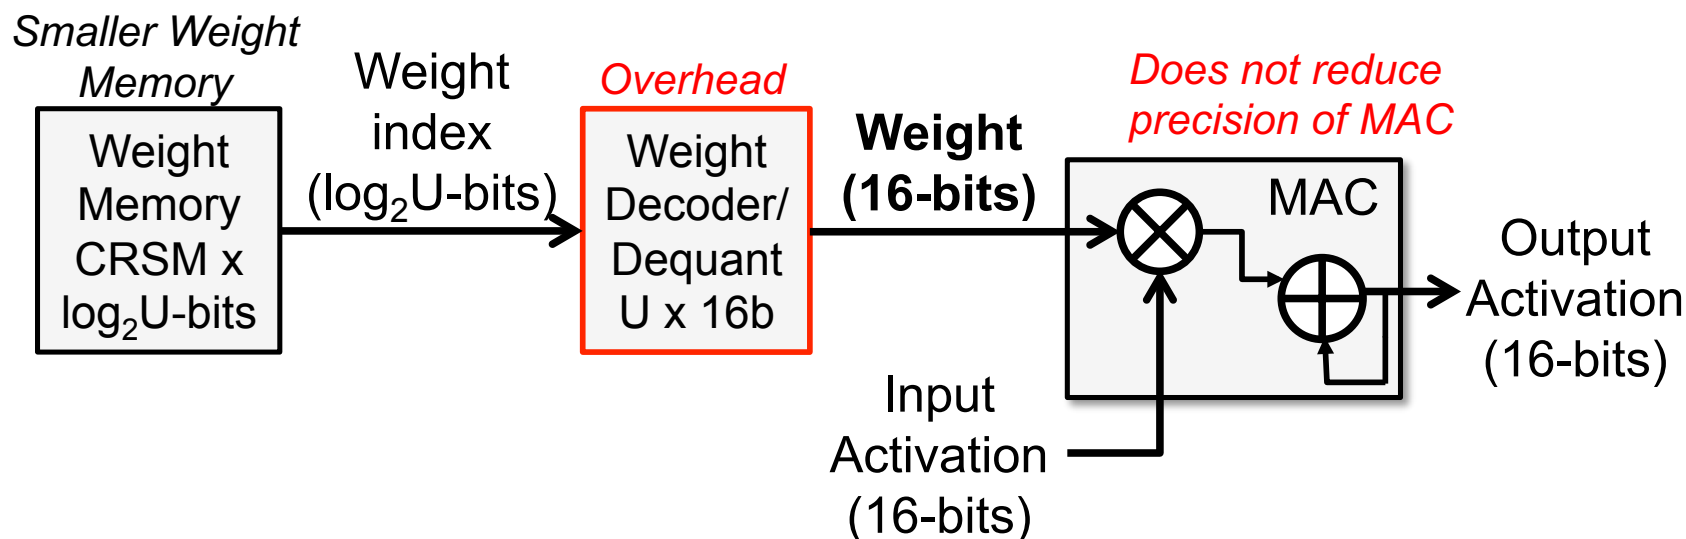 Smaller Weight
Memory
Weight
Memory
CRSM x
log₂U-bits
Weight
index
(log₂U-bits)
Overhead
Weight
Decoder/
Dequant
U x 16b
Weight
(16-bits)
Does not reduce
precision of MAC
MAC
Input
Activation
(16-bits)
Output
Activation
(16-bits)